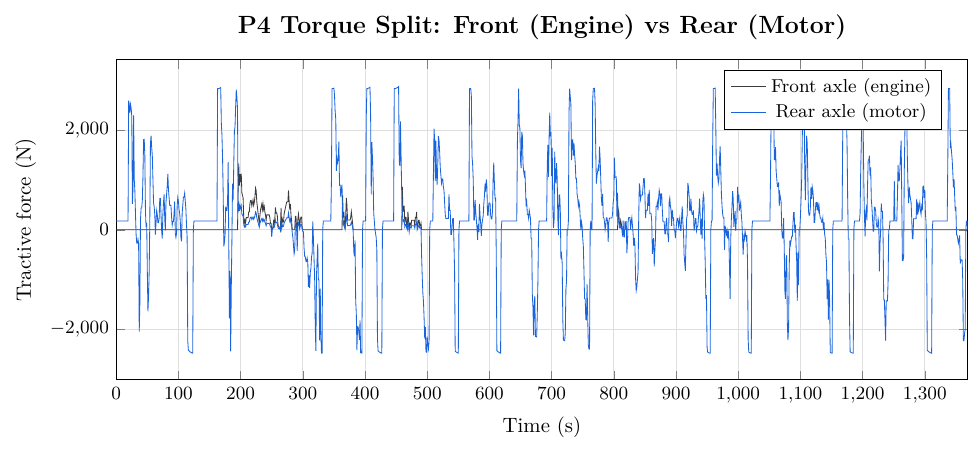 P4 Torque Split: Front (Engine) vs Rear (Motor)
Front axle (engine)
Rear axle (motor)
Tractive force (N)
2,000
0
−2,000
0 100 200 300 400 500 600 700 800 900 1,000 1,100 1,200 1,300
Time (s)